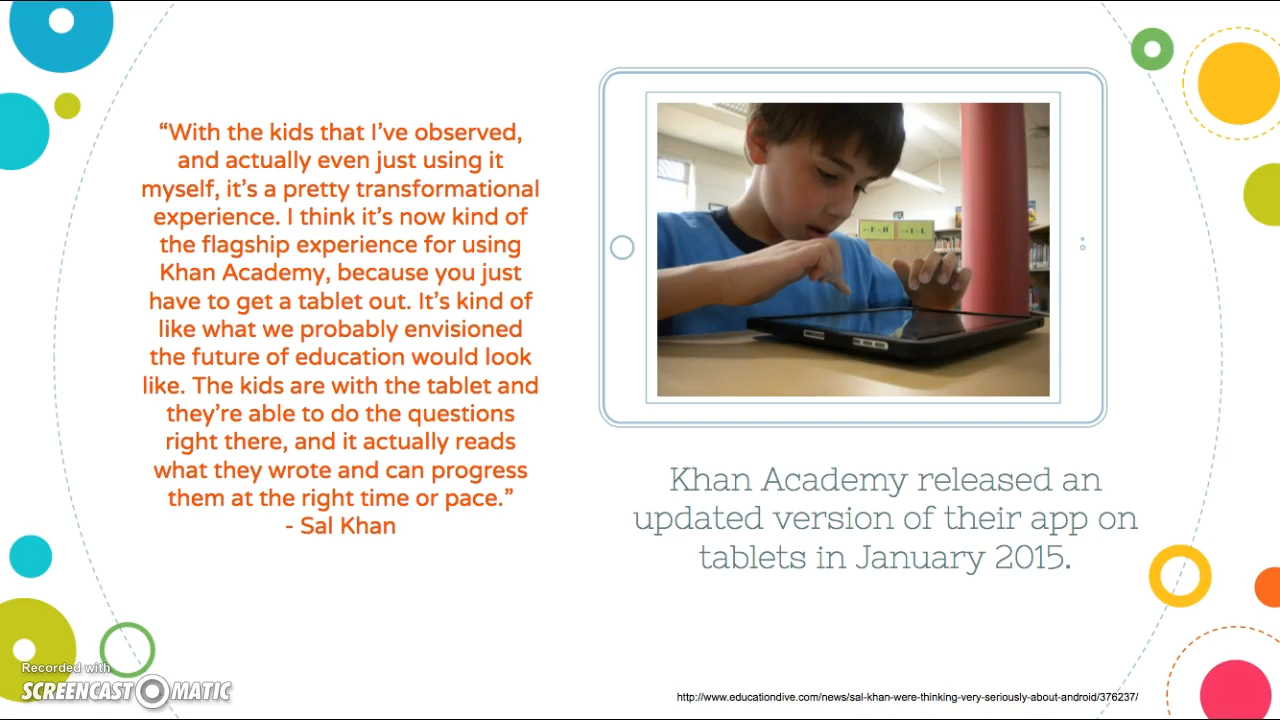 “With the kids that I’ve observed,
and actually even just using it
myself, it’s a pretty transformational
experience. I think it’s now kind of
the flagship experience for using
Khan Academy, because you just
have to get a tablet out. It’s kind of
like what we probably envisioned
the future of education would look
like. The kids are with the tablet and
they’re able to do the questions
right there, and it actually reads
what they wrote and can progress
them at the right time or pace.”
- Sal Khan
Khan Academy released an
updated version of their app on
tablets in January 2015.
Recorded with
SCREENCAST O MATIC
http://www.educationdive.com/news/sal-khan-were-thinking-very-seriously-about-android/376237/